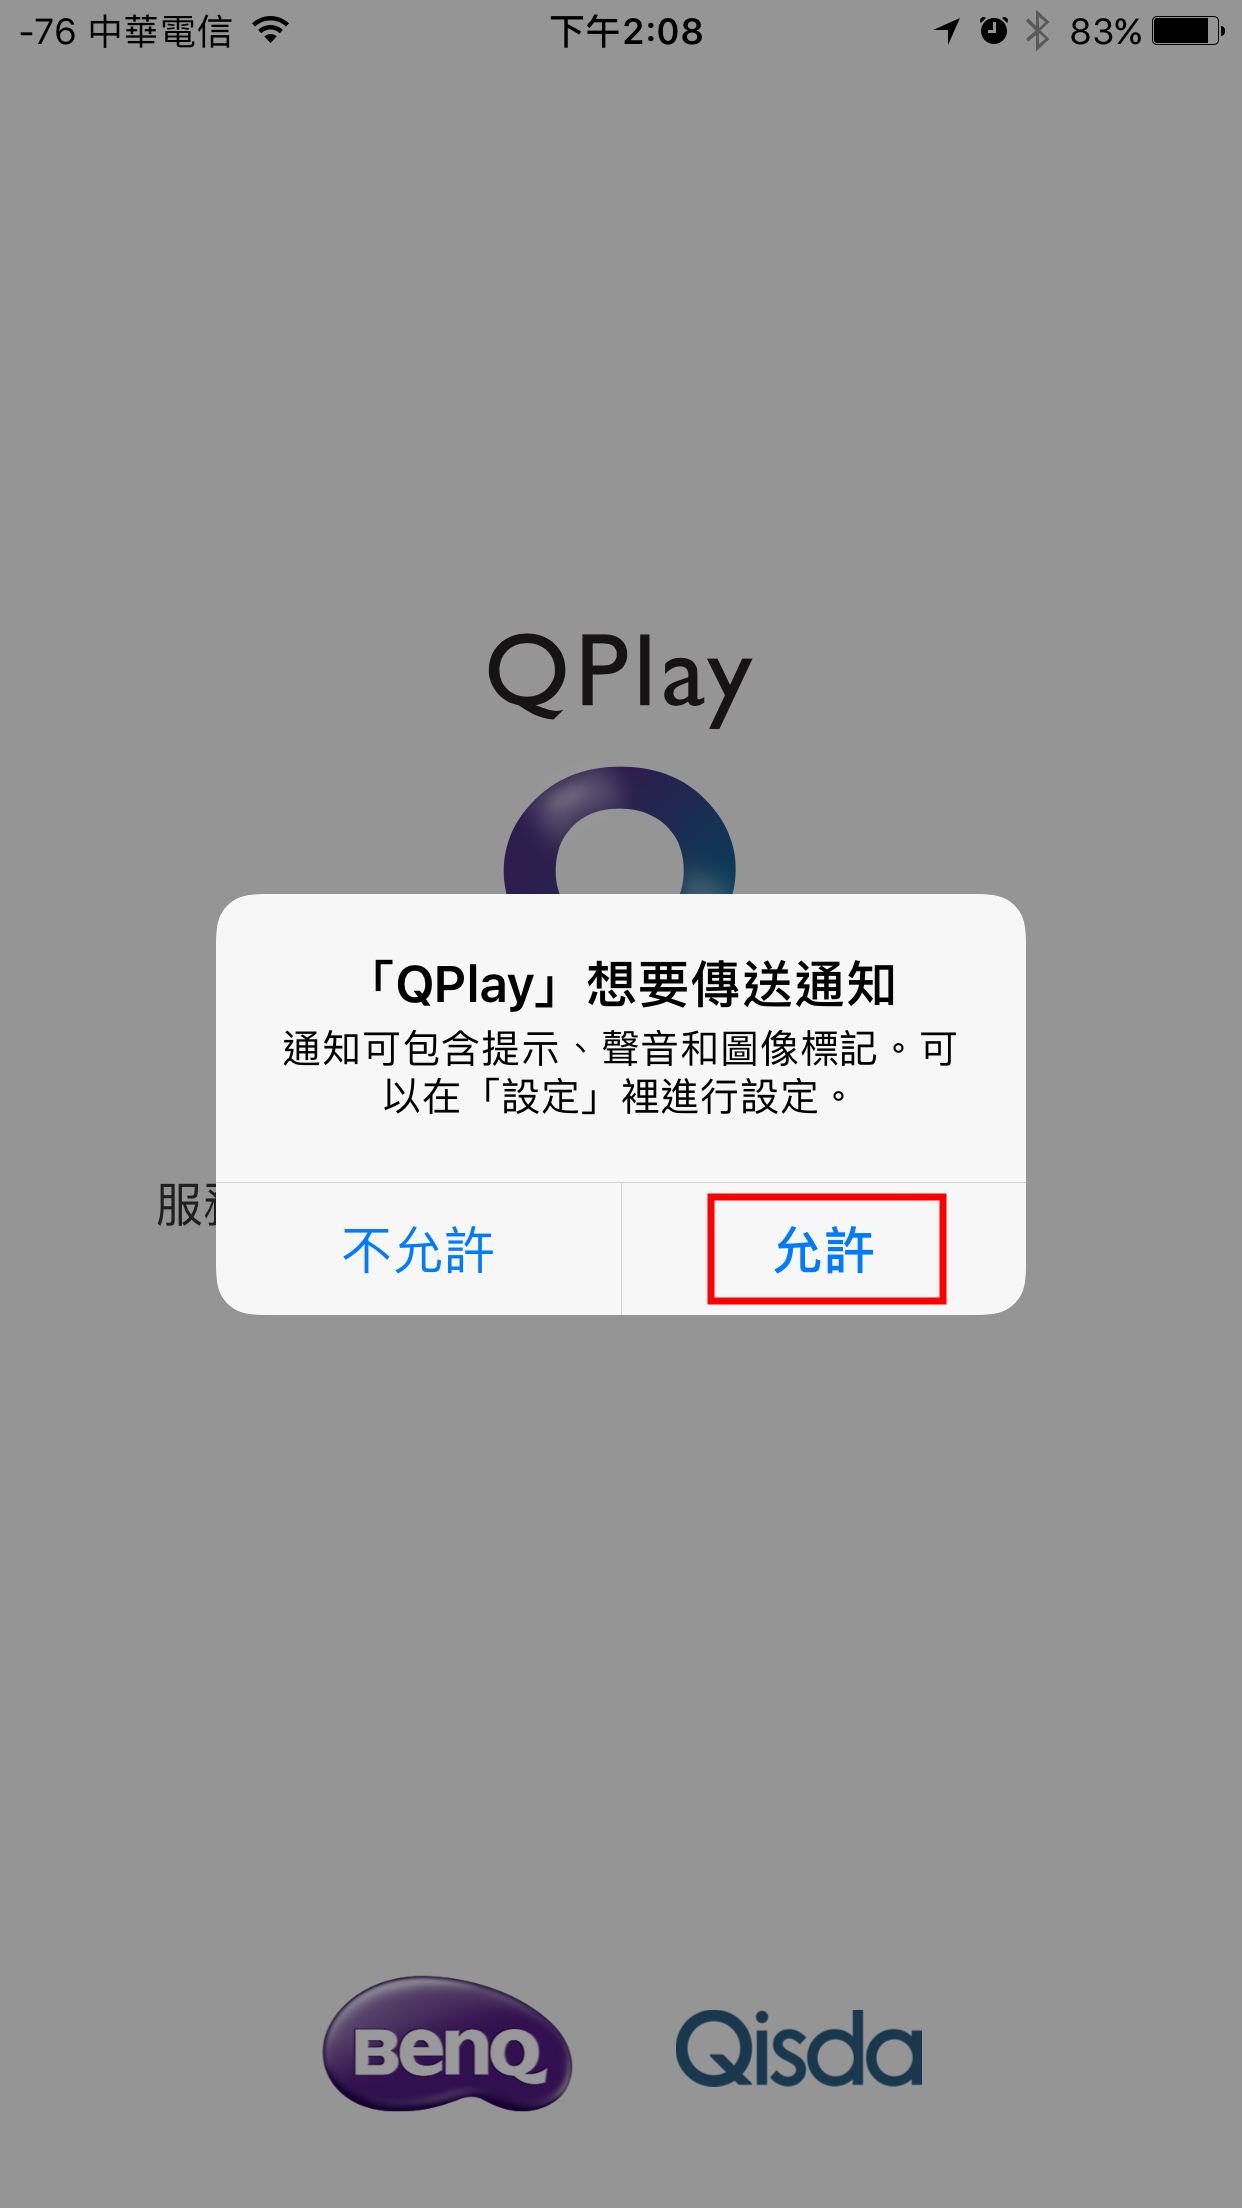 -76 中華電信
下午2:08
83%
QPlay
「QPlay」想要傳送通知
通知可包含提示、聲音和圖像標記。可
以在「設定」裡進行設定。
服
不允許
允許
BenQ
Qisda